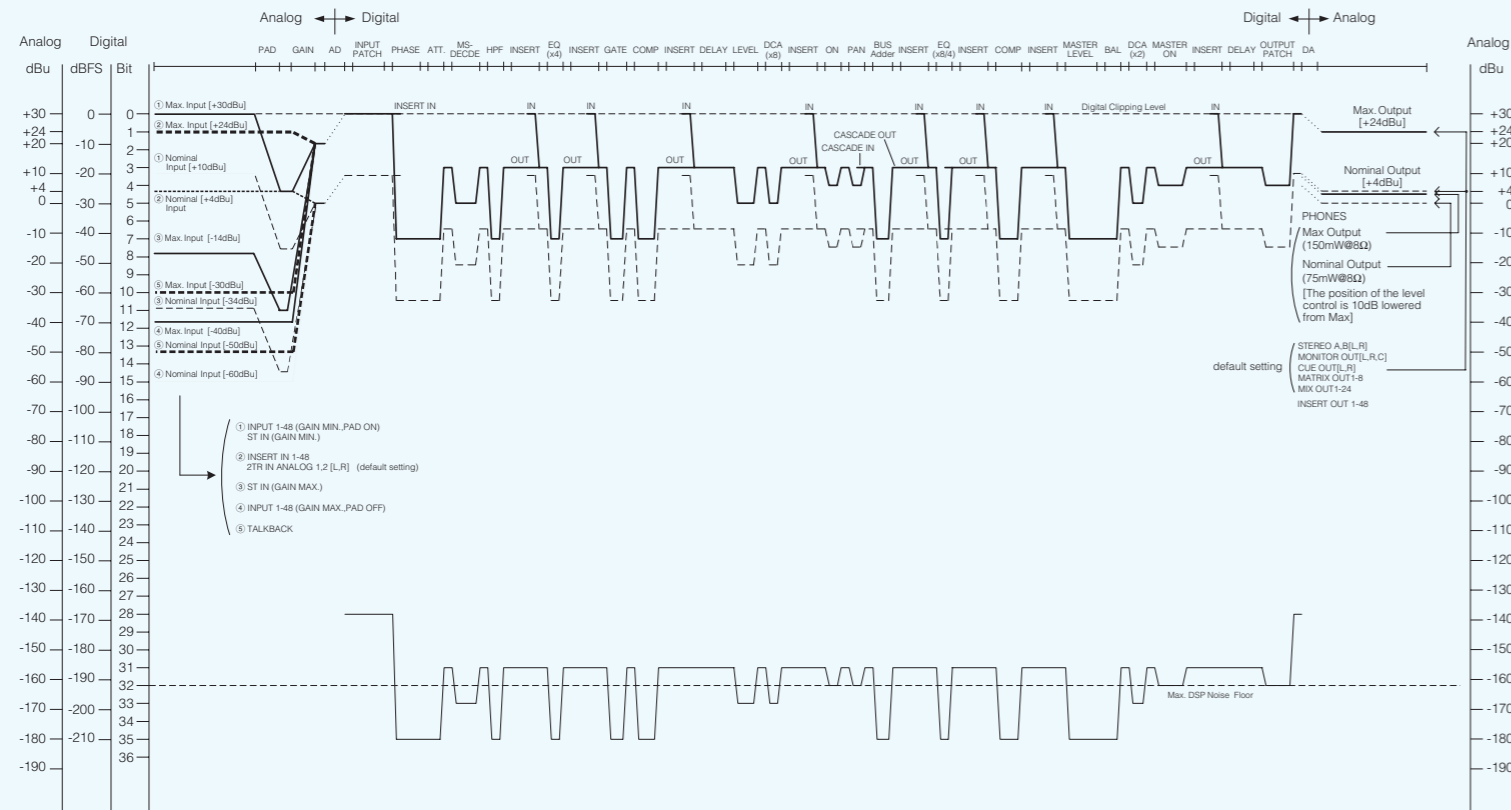 Analog Digital
Digital Analog
Analog Digital
Analog
dBu dBFS Bit
dBu
PAD GAIN AD INPUT PATCH PHASE ATT. MS-DECDE HPF INSERT EQ (x4) INSERT GATE COMP INSERT DELAY LEVEL DCA (x8) INSERT ON PAN BUS Adder INSERT EQ (x8/4) INSERT COMP INSERT MASTER LEVEL BAL DCA (x2) MASTER ON INSERT DELAY OUTPUT PATCH DA
① Max. Input [+30dBu]
INSERT IN
IN IN IN IN IN IN IN
Digital Clipping Level
IN
② Max. Input [+24dBu]
① Nominal
Input [+10dBu]
② Nominal [+4dBu]
Input
③ Max. Input [-14dBu]
⑤ Max. Input [-30dBu]
③ Nominal Input [-34dBu]
④ Max. Input [-40dBu]
⑤ Nominal Input [-50dBu]
④ Nominal Input [-60dBu]
OUT OUT OUT OUT OUT OUT OUT OUT
CASCADE OUT
CASCADE IN
Max. Output
[+24dBu]
Nominal Output
[+4dBu]
PHONES
Max Output
(150mW@8Ω)
Nominal Output
(75mW@8Ω)
[The position of the level
control is 10dB lowered
from Max]
default setting
STEREO A,B[L,R]
MONITOR OUT[L,R,C]
CUE OUT[L,R]
MATRIX OUT1-8
MIX OUT1-24
INSERT OUT 1-48
① INPUT 1-48 (GAIN MIN.,PAD ON)
ST IN (GAIN MIN.)
② INSERT IN 1-48
2TR IN ANALOG 1,2 [L,R] (default setting)
③ ST IN (GAIN MAX.)
④ INPUT 1-48 (GAIN MAX.,PAD OFF)
⑤ TALKBACK
Max. DSP Noise Floor
+30
+24
+20
+10
+4
0
-10
-20
-30
-40
-50
-60
-70
-80
-90
-100
-110
-120
-130
-140
-150
-160
-170
-180
-190
0
-10
-20
-30
-40
-50
-60
-70
-80
-90
-100
-110
-120
-130
-140
-150
-160
-170
-180
-190
-200
-210
0
1
2
3
4
5
6
7
8
9
10
11
12
13
14
15
16
17
18
19
20
21
22
23
24
25
26
27
28
29
30
31
32
33
34
35
36
+30
+24
+20
+10
+4
0
-10
-20
-30
-40
-50
-60
-70
-80
-90
-100
-110
-120
-130
-140
-150
-160
-170
-180
-190